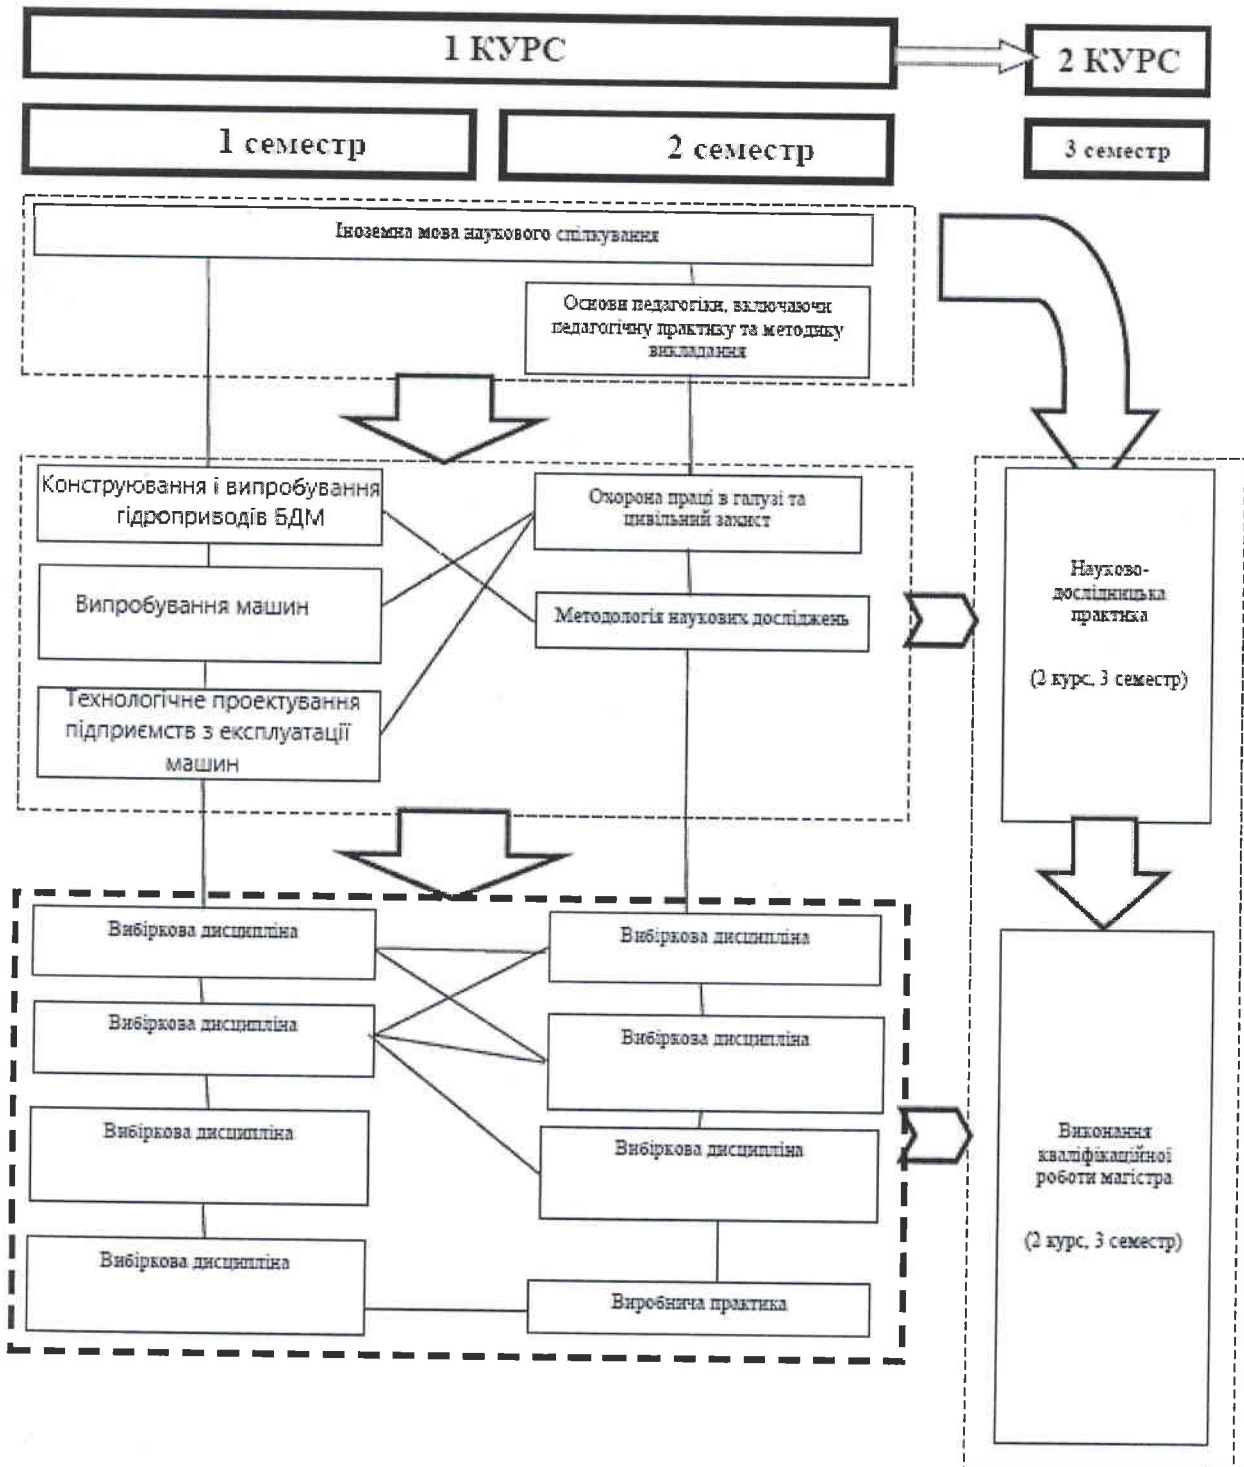 1 КУРС
2 КУРС
1 семестр
2 семестр
3 семестр
Іноземна мова наукового спілкування
Основи педагогіки, включаючи
педагогічну практику та методику
викладання
Конструювання і випробування
гідроприводів БДМ
Випробування машин
Технологічне проектування
підприємств з експлуатації
машин
Охорона праці в галузі та
цивільний захист
Методологія наукових досліджень
Науково-
дослідницька
практика
(2 курс, 3 семестр)
Вибіркова дисципліна
Вибіркова дисципліна
Вибіркова дисципліна
Вибіркова дисципліна
Вибіркова дисципліна
Вибіркова дисципліна
Вибіркова дисципліна
Виробнича практика
Виконання
кваліфікаційної
роботи магістра
(2 курс, 3 семестр)